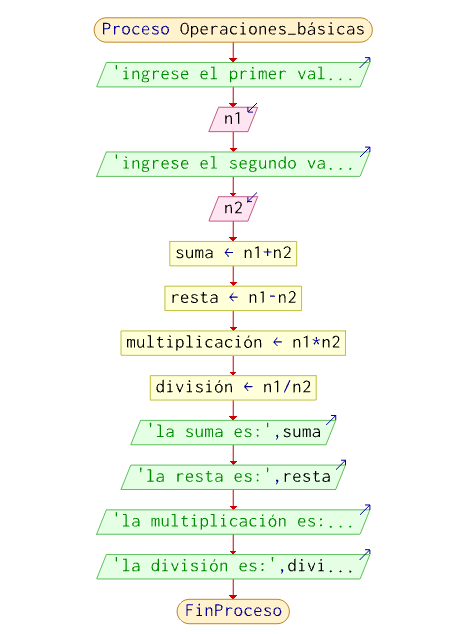 Proceso Operaciones_básicas
'ingrese el primer val...
n1
'ingrese el segundo va...
n2
suma ← n1+n2
resta ← n1-n2
multiplicación ← n1*n2
división ← n1/n2
'la suma es:',suma
'la resta es:',resta
'la multiplicación es:...
'la división es:',divi...
FinProceso